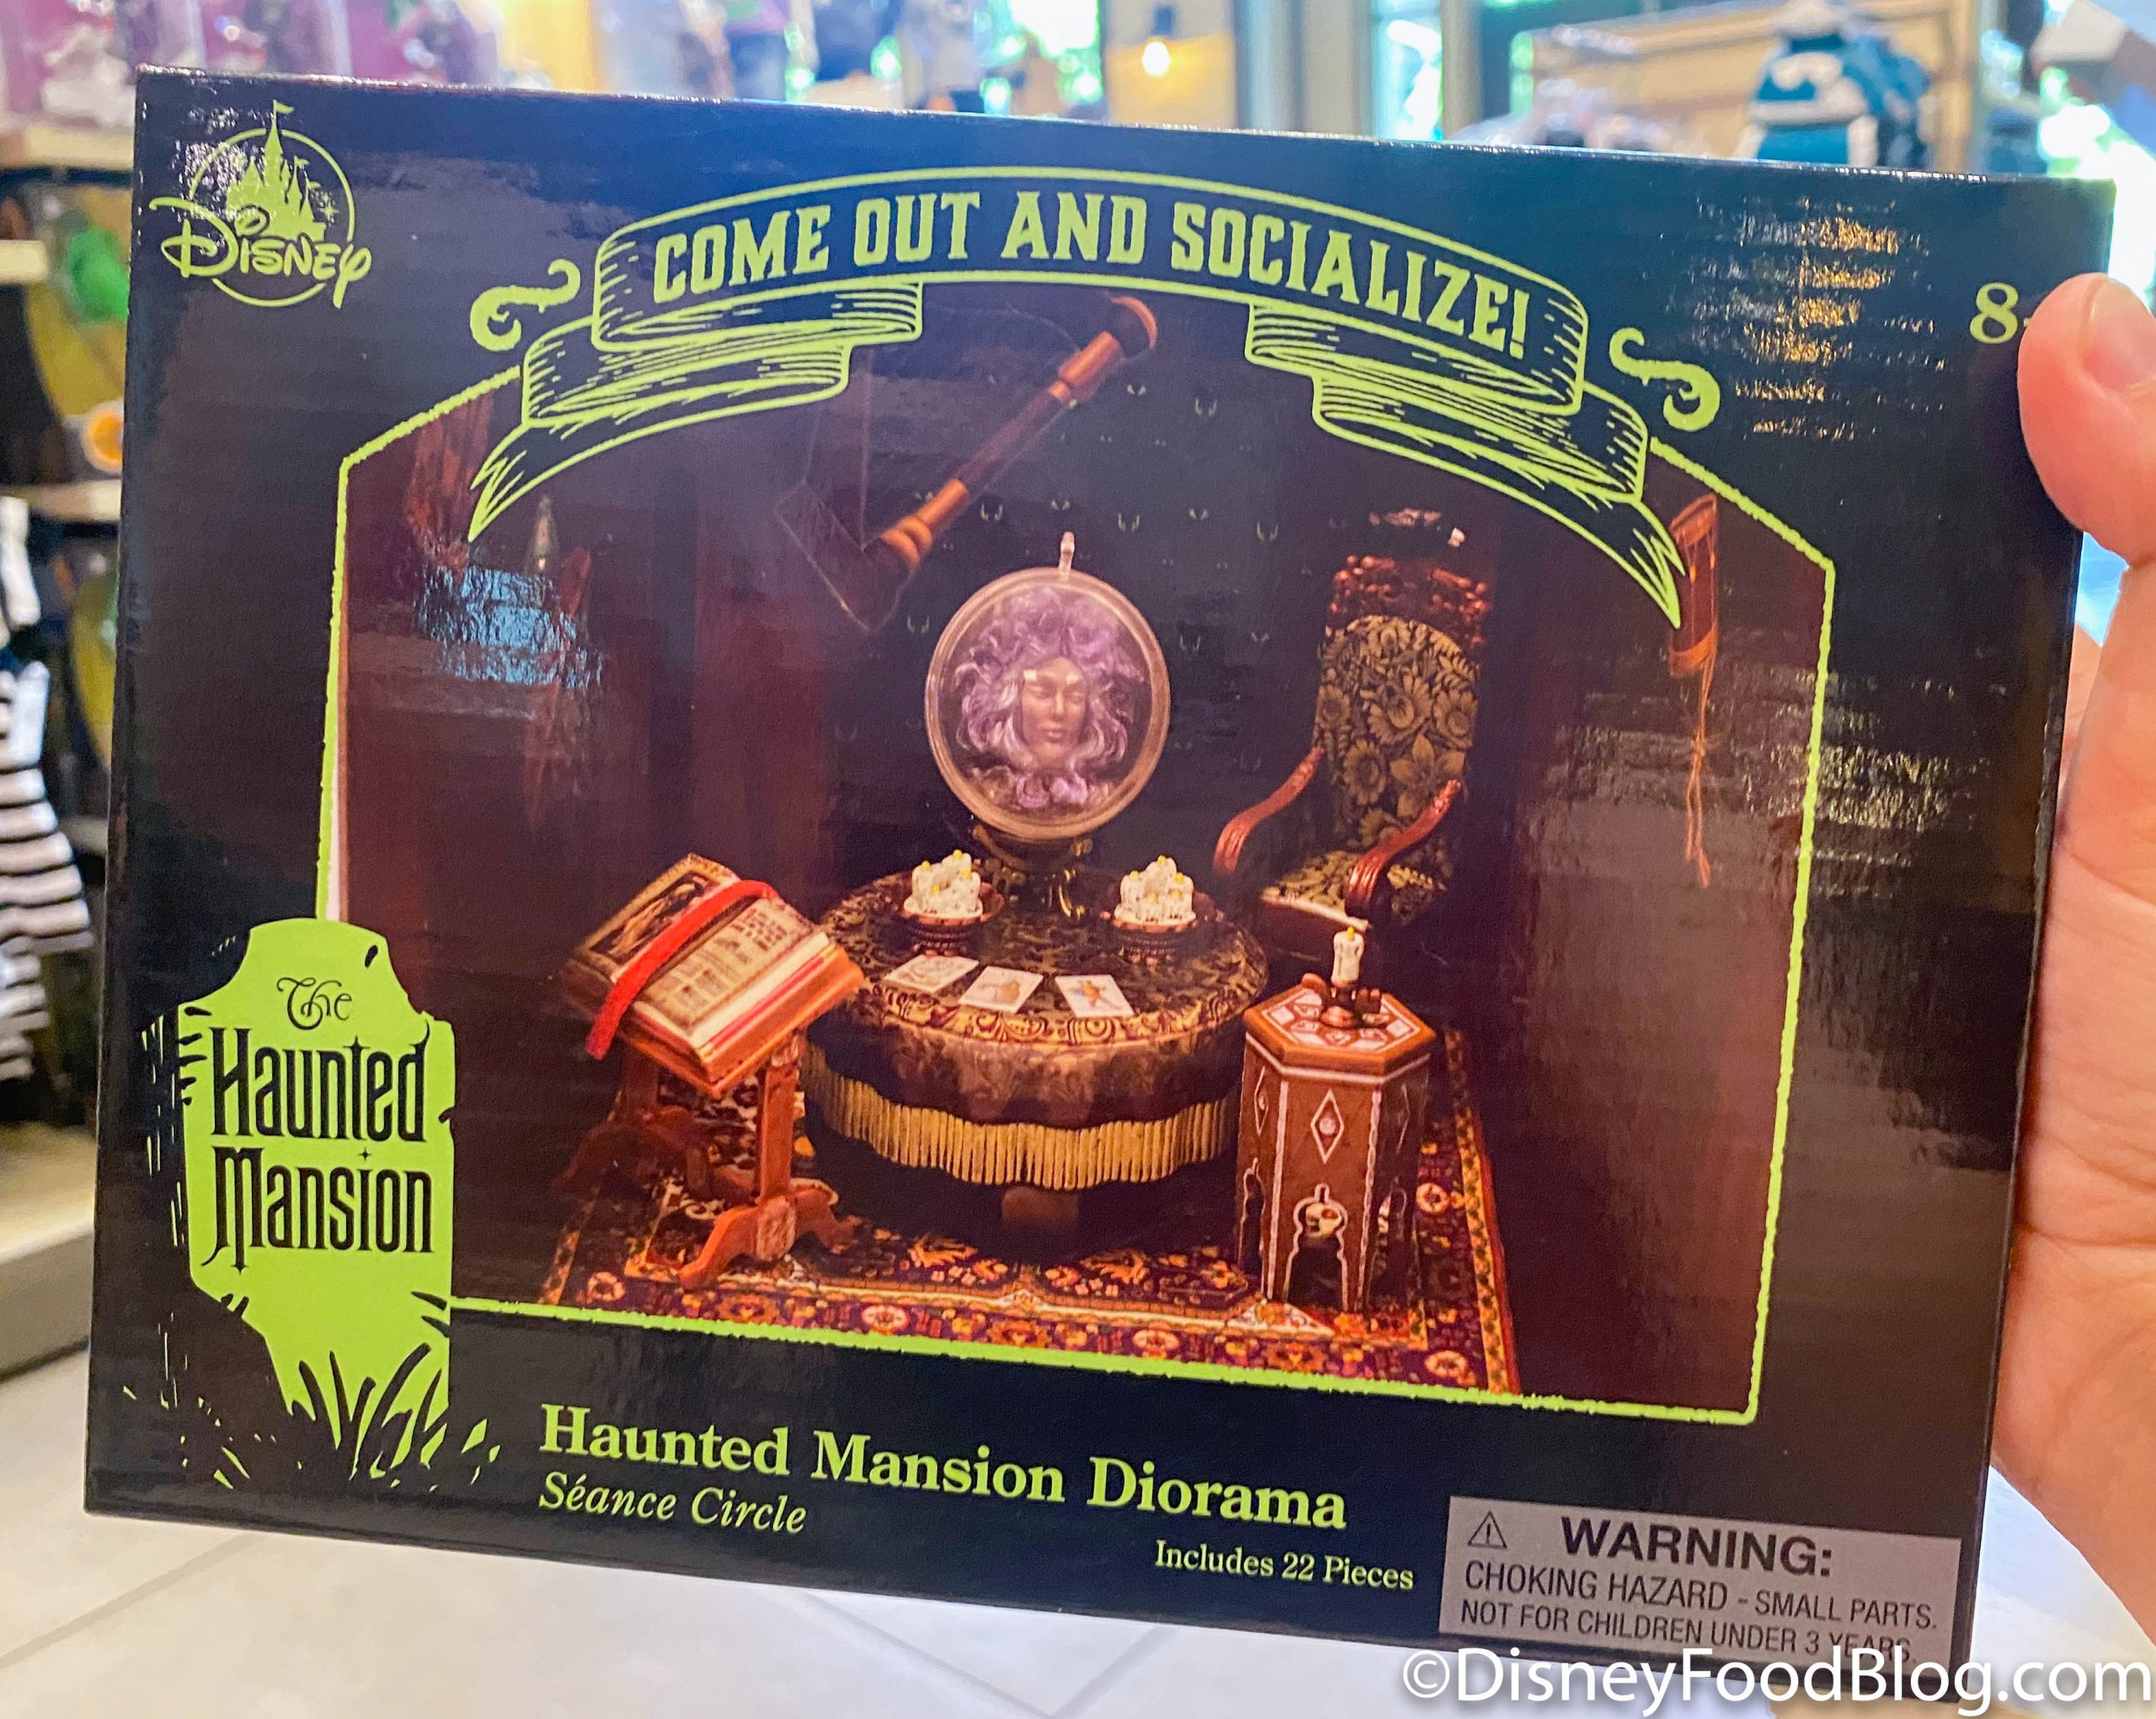 Disney
COME OUT AND SOCIALIZE!
8
The
Haunted
Mansion
Haunted Mansion Diorama
Séance Circle
Includes 22 Pieces
WARNING:
CHOKING HAZARD - SMALL PARTS.
NOT FOR CHILDREN UNDER 3 YEARS.
©DisneyFoodBlog.com